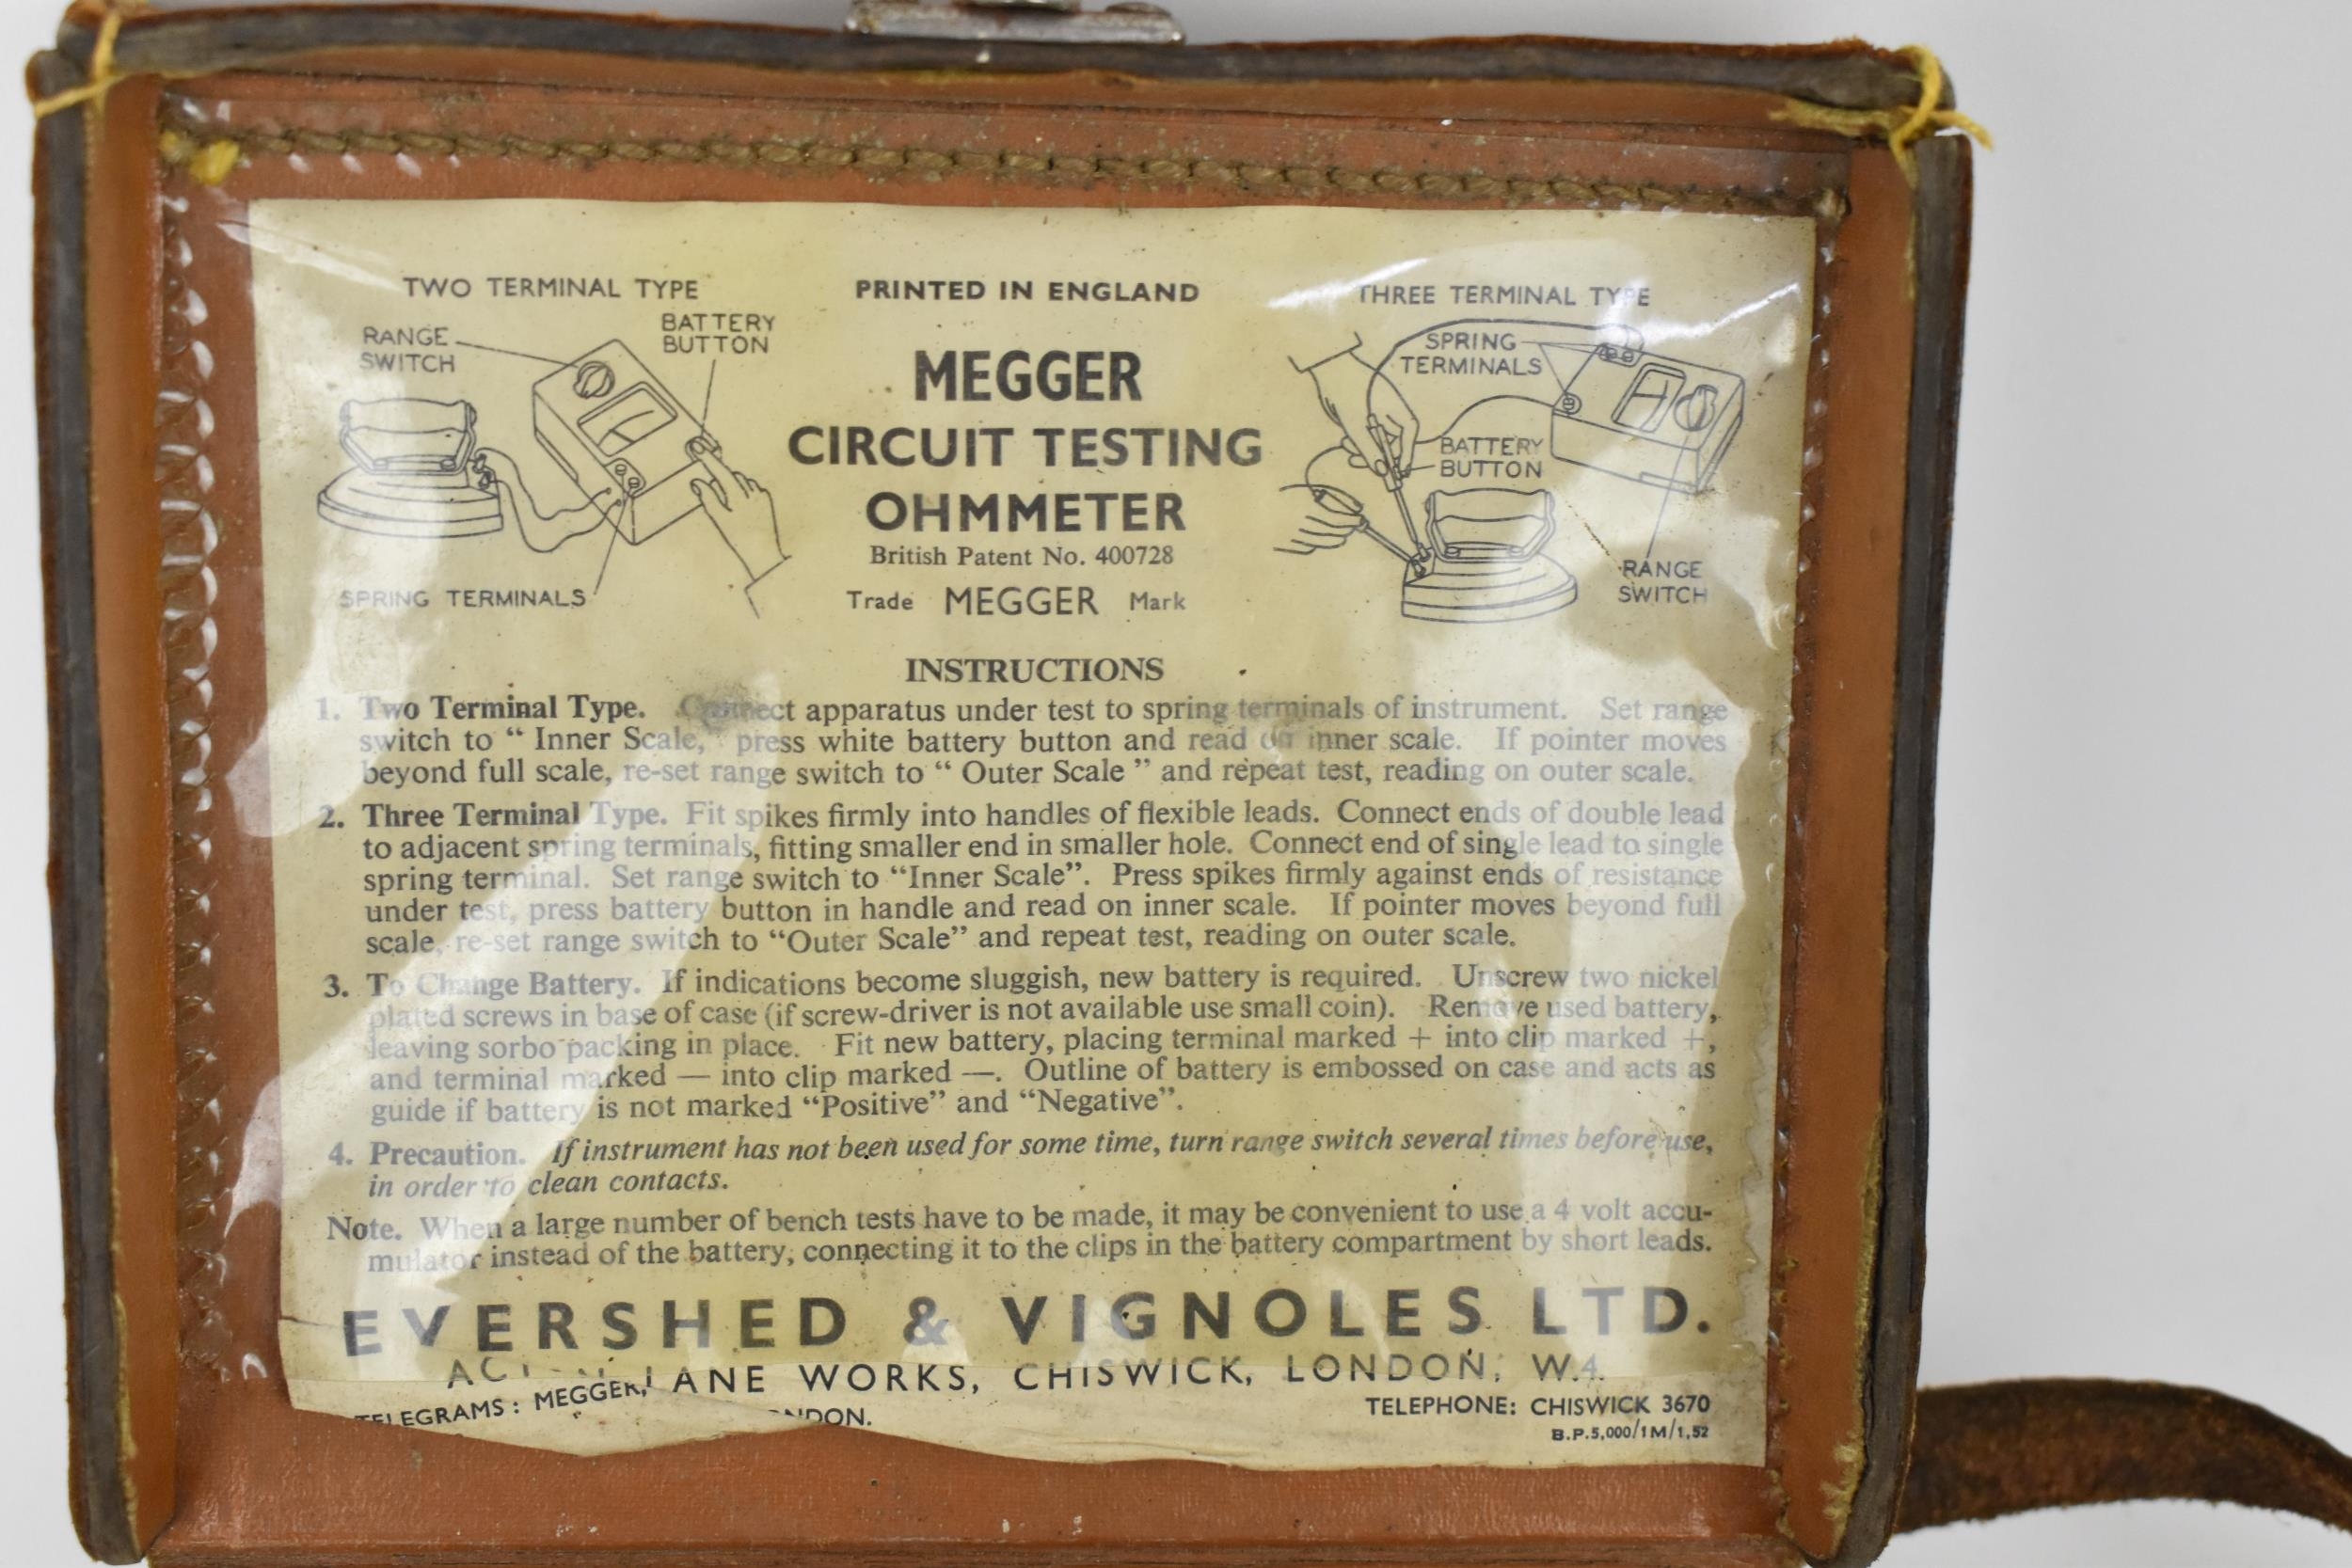 TWO TERMINAL TYPE
RANGE
SWITCH
BATTERY
BUTTON
SPRING TERMINALS
PRINTED IN ENGLAND
MEGGER
CIRCUIT TESTING
OHMMETER
British Patent No. 400728
Trade MEGGER Mark
THREE TERMINAL TYPE
SPRING
TERMINALS
BATTERY
BUTTON
RANGE
SWITCH
INSTRUCTIONS
1. Two Terminal Type. Connect apparatus under test to spring terminals of instrument. Set range
switch to “ Inner Scale, press white battery button and read on inner scale. If pointer moves
beyond full scale, re-set range switch to “ Outer Scale ” and repeat test, reading on outer scale.
2. Three Terminal Type. Fit spikes firmly into handles of flexible leads. Connect ends of double lead
to adjacent spring terminals, fitting smaller end in smaller hole. Connect end of single lead to single
spring terminal. Set range switch to “Inner Scale”. Press spikes firmly against ends of resistance
under test, press battery button in handle and read on inner scale. If pointer moves beyond full
scale, re-set range switch to “Outer Scale” and repeat test, reading on outer scale.
3. To Change Battery. If indications become sluggish, new battery is required. Unscrew two nickel
plated screws in base of case (if screw-driver is not available use small coin). Remove used battery,
leaving sorbo packing in place. Fit new battery, placing terminal marked + into clip marked +,
and terminal marked — into clip marked —. Outline of battery is embossed on case and acts as
guide if battery is not marked “Positive” and “Negative”.
4. Precaution. If instrument has not been used for some time, turn range switch several times before use,
in order to clean contacts.
Note. When a large number of bench tests have to be made, it may be convenient to use a 4 volt accu-
mulator instead of the battery, connecting it to the clips in the battery compartment by short leads.
EVERSHED & VIGNOLES LTD.
LANE WORKS, CHISWICK, LONDON, W.4.
TELEGRAMS: MEGGER,
TELEPHONE: CHISWICK 3670
B.P.5,000/1M/1.52